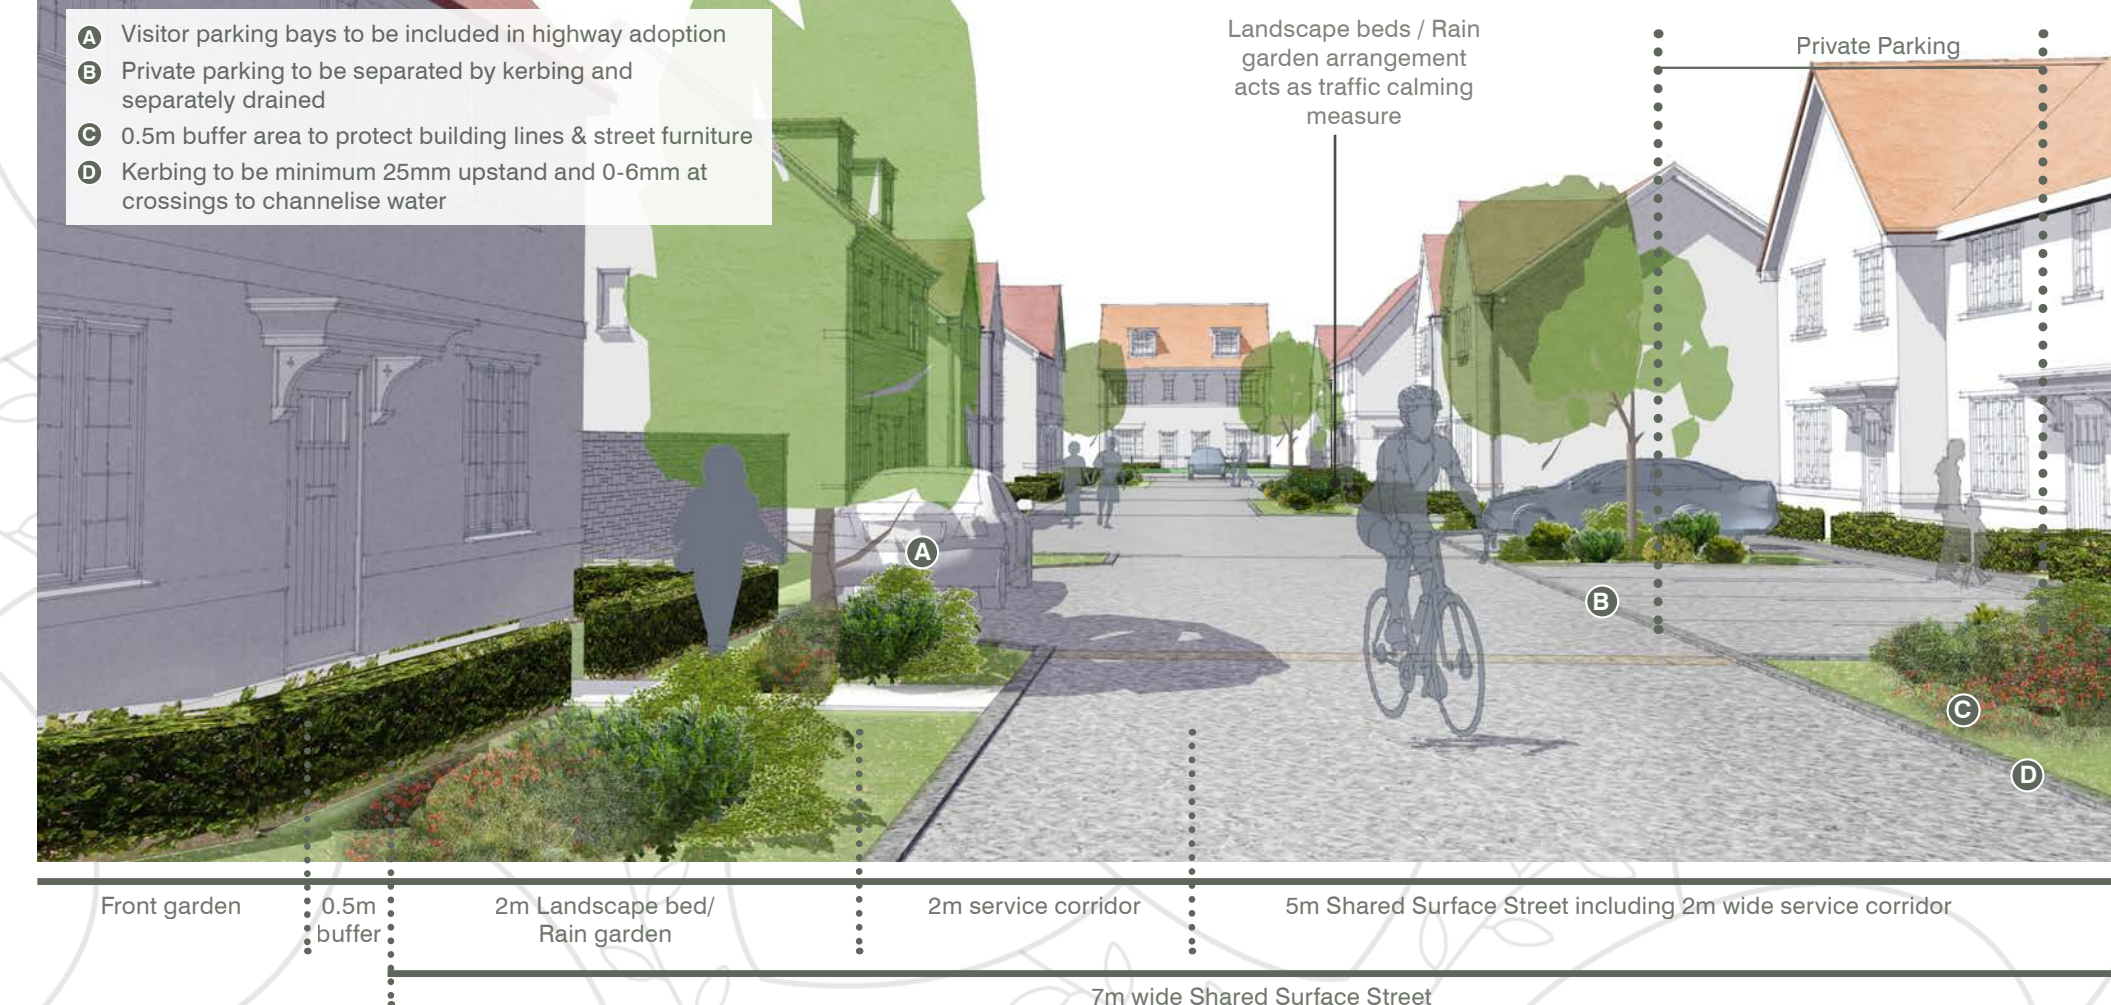 A Visitor parking bays to be included in highway adoption
B Private parking to be separated by kerbing and
separately drained
C 0.5m buffer area to protect building lines & street furniture
D Kerbing to be minimum 25mm upstand and 0-6mm at
crossings to channelise water
Landscape beds / Rain
garden arrangement
acts as traffic calming
measure
Private Parking
A
B
C
D
Front garden
0.5m
buffer
2m Landscape bed/
Rain garden
2m service corridor
5m Shared Surface Street including 2m wide service corridor
7m wide Shared Surface Street